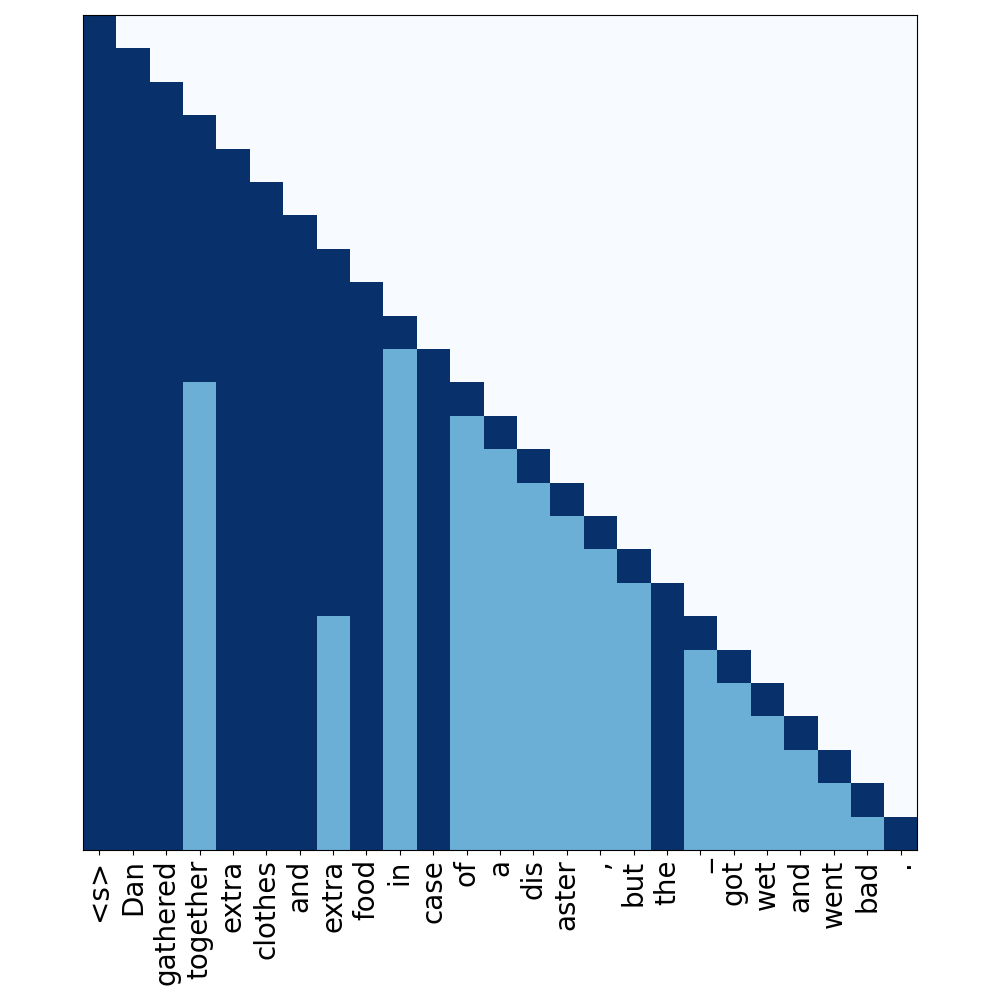 <s> Dan gathered together extra clothes and extra food in case of a dis aster , but the _ got wet and went bad .